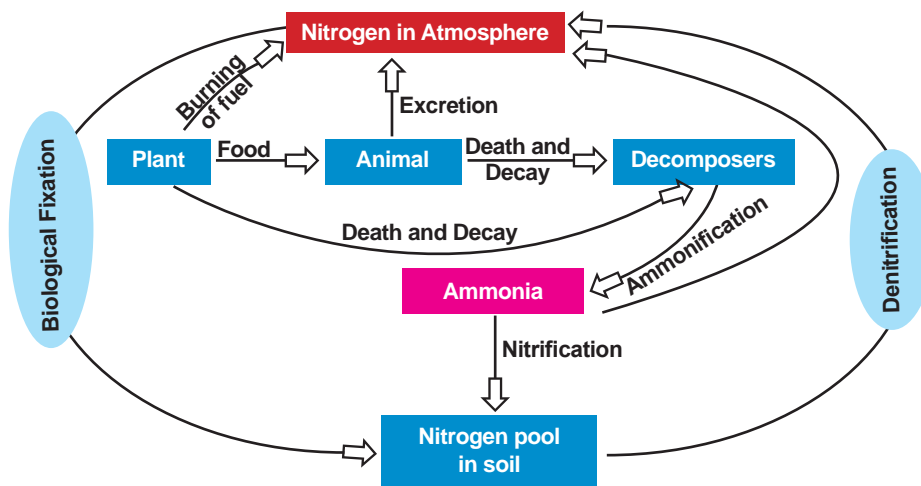 Nitrogen in Atmosphere
Burning
of fuel
Excretion
Plant
Food
Animal
Death and
Decay
Decomposers
Biological Fixation
Death and Decay
Ammonification
Denitrification
Ammonia
Nitrification
Nitrogen pool
in soil